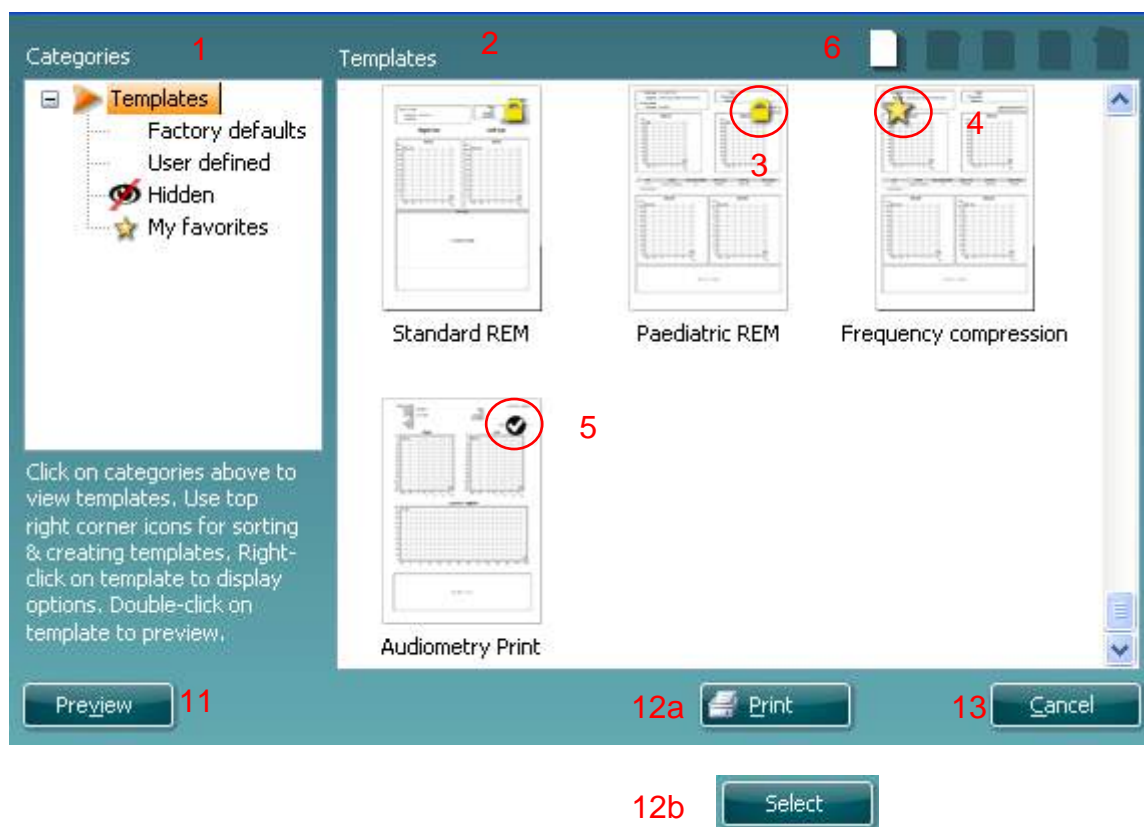 Categories 1
Templates 2
6
Templates
Factory defaults
User defined
Hidden
My favorites
3
4
Standard REM
Paediatric REM
Frequency compression
5
Audiometry Print
Click on categories above to
view templates. Use top
right corner icons for sorting
& creating templates. Right-
click on template to display
options. Double-click on
template to preview.
Preview 11
12a Print
13 Cancel
12b Select